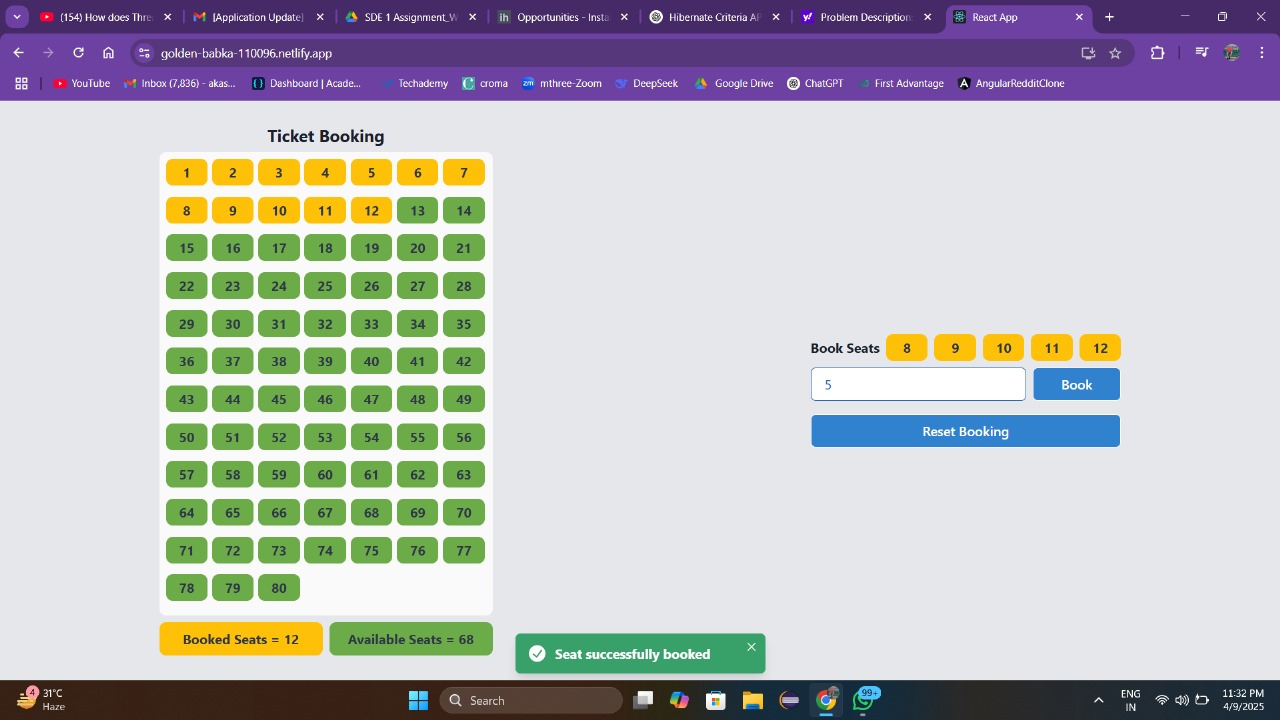 (154) How does Thre
[Application Update]
SDE 1 Assignment_W
Opportunities - Insta
Hibernate Criteria AP
Problem Description
React App
golden-babka-110096.netlify.app
YouTube
Inbox (7,836) - akas...
Dashboard | Acade...
Techademy
croma
mthree-Zoom
DeepSeek
Google Drive
ChatGPT
First Advantage
AngularRedditClone
Ticket Booking
1 2 3 4 5 6 7
8 9 10 11 12 13 14
15 16 17 18 19 20 21
22 23 24 25 26 27 28
29 30 31 32 33 34 35
36 37 38 39 40 41 42
43 44 45 46 47 48 49
50 51 52 53 54 55 56
57 58 59 60 61 62 63
64 65 66 67 68 69 70
71 72 73 74 75 76 77
78 79 80
Booked Seats = 12
Available Seats = 68
Book Seats 8 9 10 11 12
5
Book
Reset Booking
Seat successfully booked
4
31°C
Haze
Search
99+
ENG
IN
11:32 PM
4/9/2025